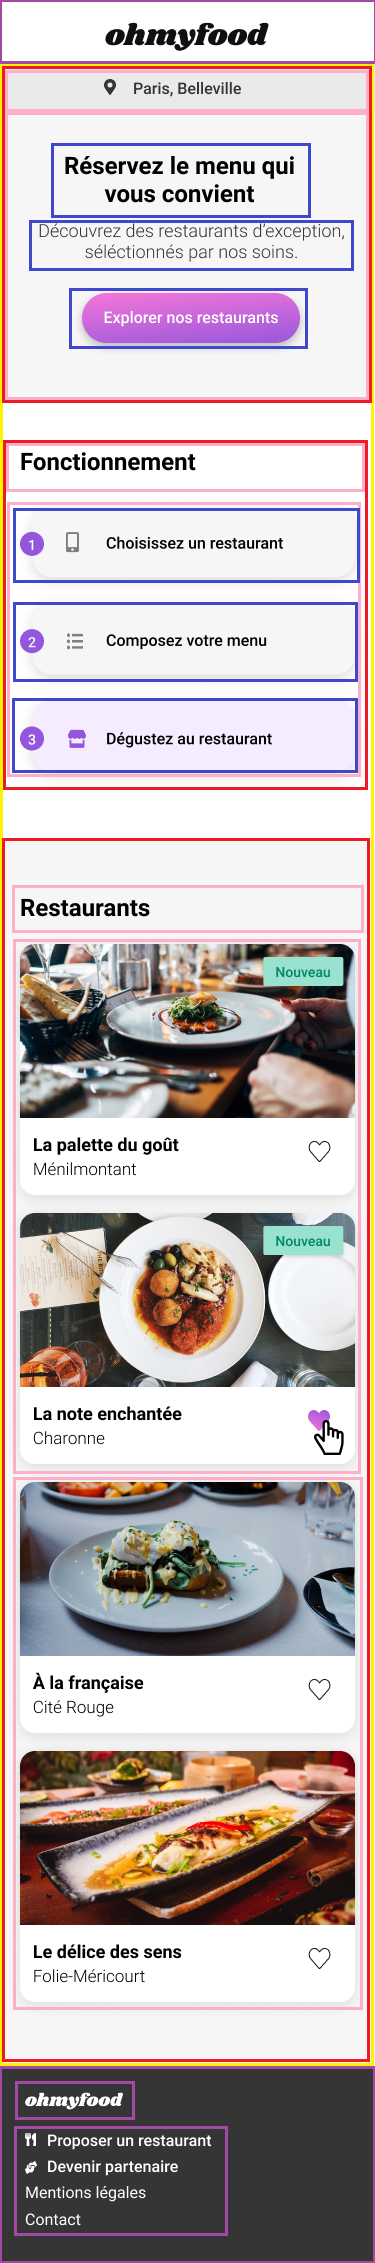 ohmyfood
Paris, Belleville
Réservez le menu qui
vous convient
Découvrez des restaurants d'exception,
séléctionnés par nos soins.
Explorer nos restaurants
Fonctionnement
1 Choisissez un restaurant
2 Composez votre menu
3 Dégustez au restaurant
Restaurants
Nouveau
La palette du goût
Ménilmontant
Nouveau
La note enchantée
Charonne
À la française
Cité Rouge
Le délice des sens
Folie-Méricourt
ohmyfood
Proposer un restaurant
Devenir partenaire
Mentions légales
Contact